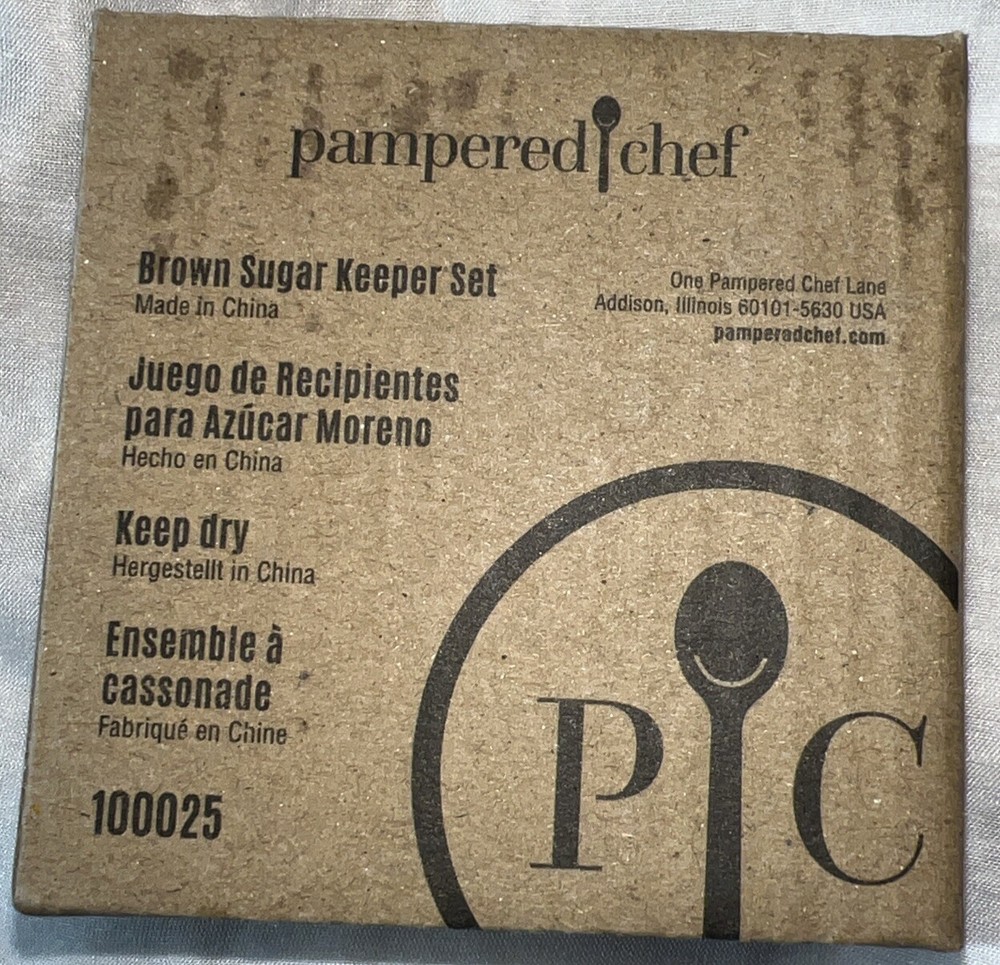 pampered chef
Brown Sugar Keeper Set
Made in China
One Pampered Chef Lane
Addison, Illinois 60101-5630 USA
pamperedchef.com
Juego de Recipientes
para Azúcar Moreno
Hecho en China
Keep dry
Hergestellt in China
Ensemble à
cassonade
Fabriqué en Chine
100025
P C